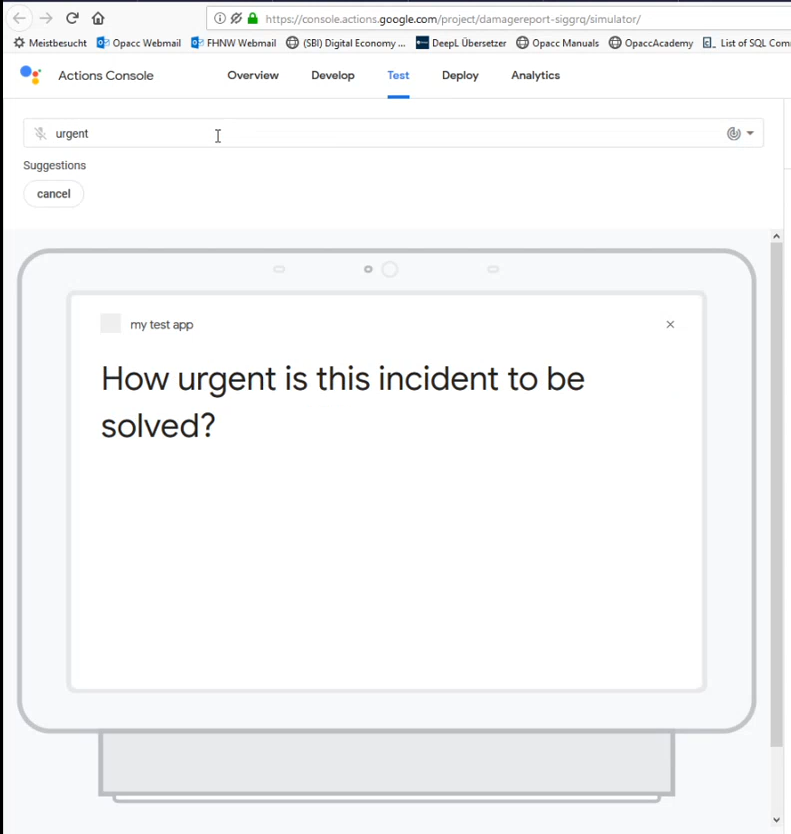 https://console.actions.google.com/project/damagereport-siggrq/simulator/
Meistbesucht Opacc Webmail FHNW Webmail (SBI) Digital Economy ... DeepL Übersetzer Opacc Manuals OpaccAcademy List of SQL Com
Actions Console Overview Develop Test Deploy Analytics
urgent
Suggestions
cancel
my test app
How urgent is this incident to be
solved?